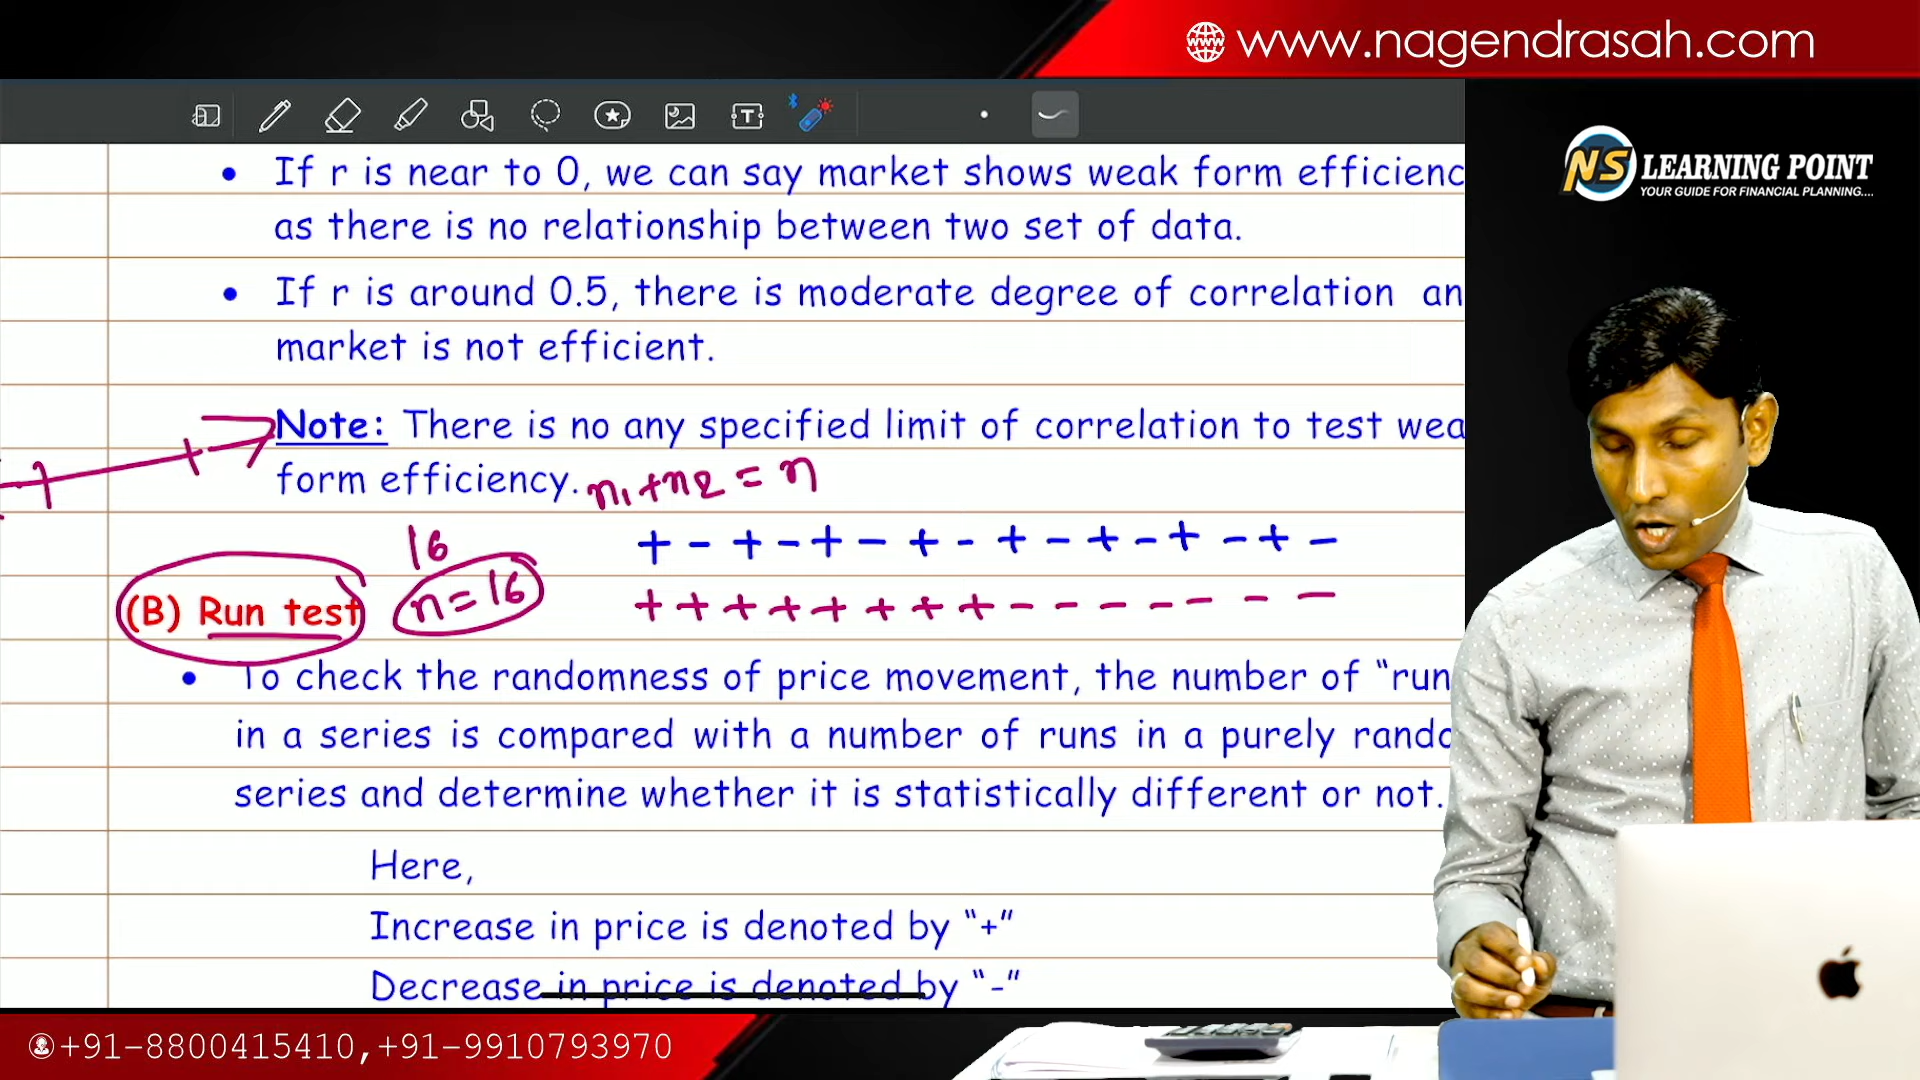 www.nagendrasah.com
NS LEARNING POINT
YOUR GUIDE FOR FINANCIAL PLANNING....
• If r is near to 0, we can say market shows weak form efficienc
as there is no relationship between two set of data.
• If r is around 0.5, there is moderate degree of correlation an
market is not efficient.
Note: There is no any specified limit of correlation to test wea
form efficiency. n1+n2 = n
16
+ - + - + - + - + - + - + - + -
(B) Run test n=16
+ + + + + + + + - - - - - - -
• To check the randomness of price movement, the number of “run
in a series is compared with a number of runs in a purely rando
series and determine whether it is statistically different or not.
Here,
Increase in price is denoted by “+”
Decrease in price is denoted by “-”
+91-8800415410,+91-9910793970